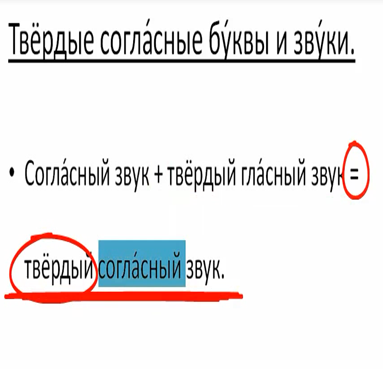 Твёрдые согла́сные бу́квы и зву́ки.
• Согла́сный звук + твёрдый гла́сный звук =
твёрдый согла́сный звук.